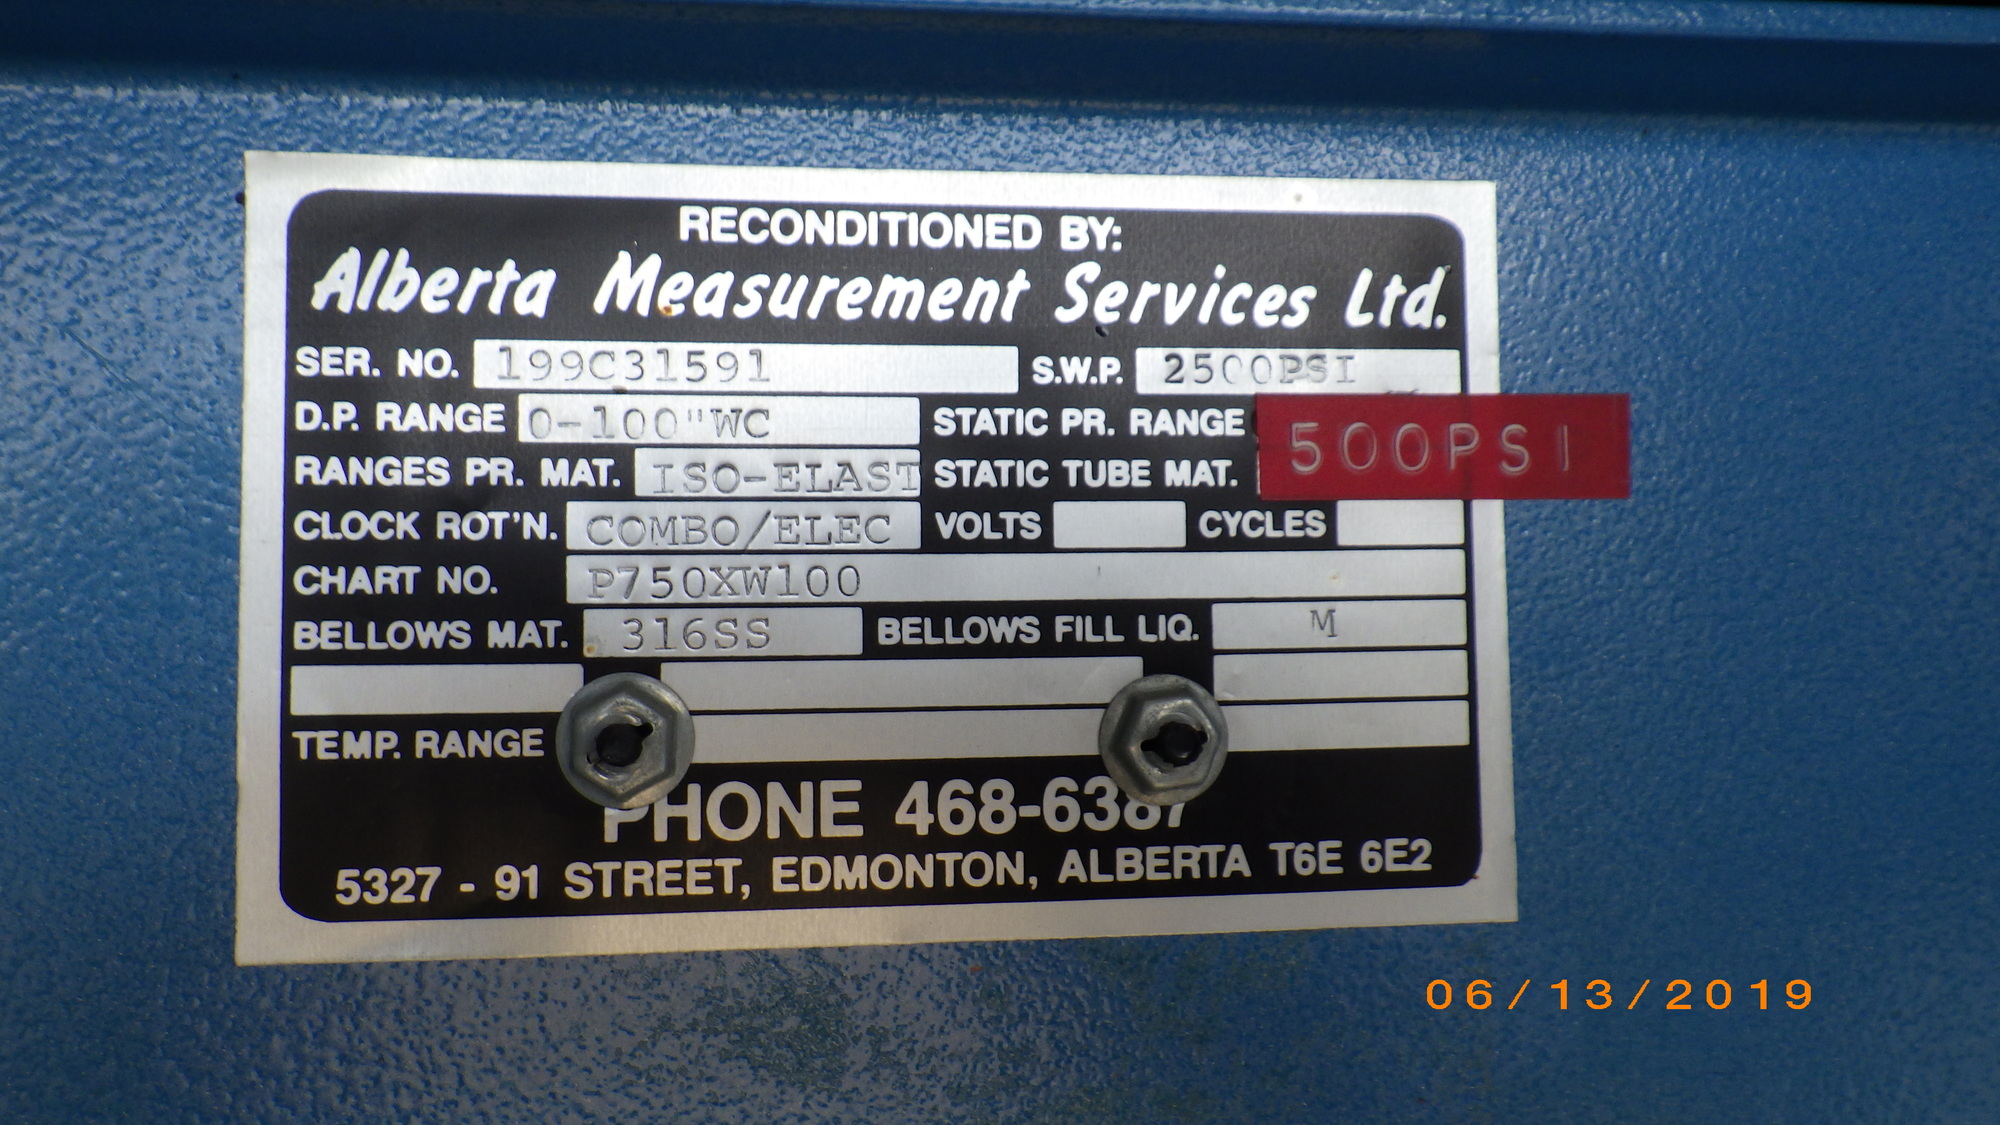 RECONDITIONED BY:
Alberta Measurement Services Ltd.
SER. NO. 199C31591 S.W.P. 2500PSI
D.P. RANGE 0-100"WC STATIC PR. RANGE 500PSI
RANGES PR. MAT. ISO-ELAST STATIC TUBE MAT.
CLOCK ROT'N. COMBO/ELEC VOLTS CYCLES
CHART NO. P750XW100
BELLOWS MAT. 316SS BELLOWS FILL LIQ. M
TEMP. RANGE
PHONE 468-6387
5327 - 91 STREET, EDMONTON, ALBERTA T6E 6E2
06/13/2019